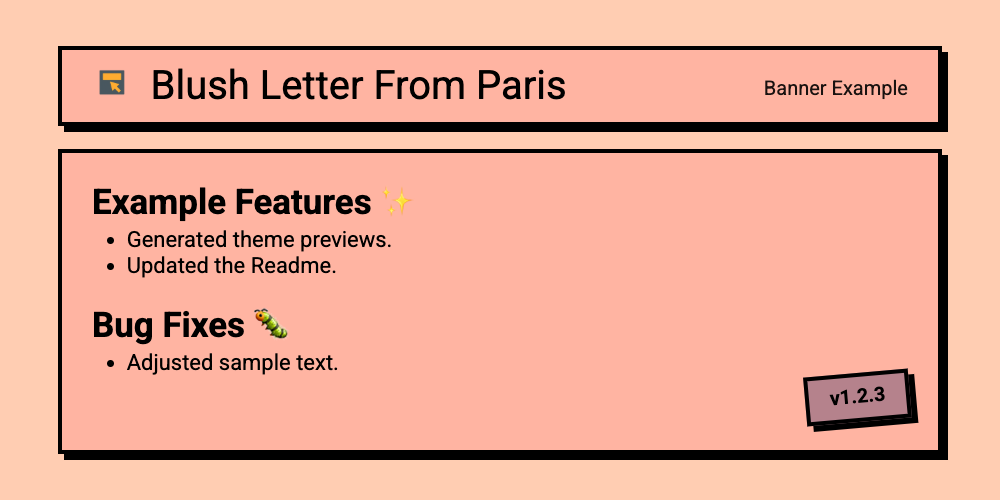 Blush Letter From Paris
Banner Example
Example Features ✨
• Generated theme previews.
• Updated the Readme.
Bug Fixes 🐛
• Adjusted sample text.
v1.2.3